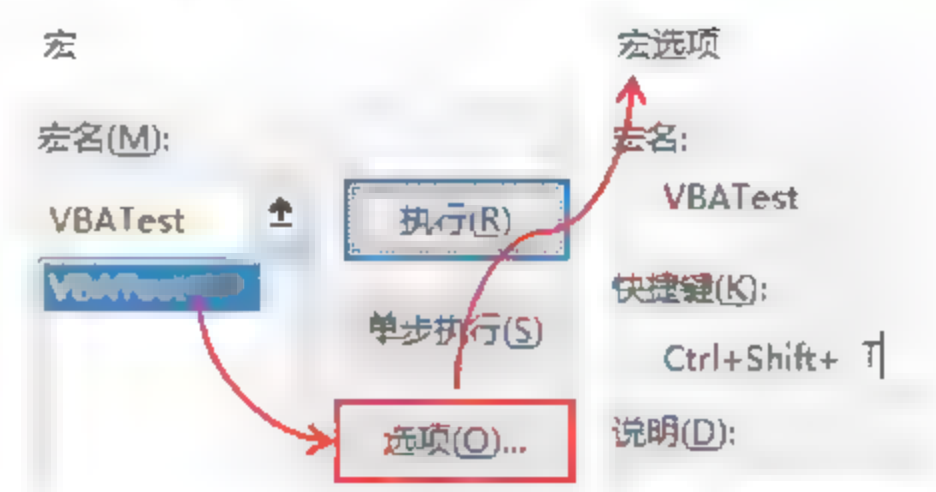 宏
宏名(M):
VBATest
执行(R)
单步执行(S)
选项(O)...
宏选项
宏名:
VBATest
快捷键(K):
Ctrl+Shift+ T
说明(D):